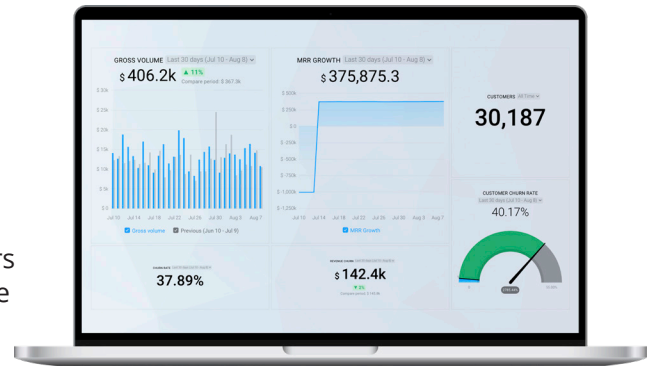 GROSS VOLUME Last 30 days (Jul 10 - Aug 8)
$ 406.2k ▲ 11%
Compare period: $ 367.3k
$ 30k
$ 25k
$ 20k
$ 15k
$ 10k
$ 0
Jul 10 Jul 14 Jul 18 Jul 22 Jul 26 Jul 30 Aug 3 Aug 7
Gross volume Previous (Jun 10 - Jul 9)
MRR GROWTH Last 30 days (Jul 10 - Aug 8)
$ 375,875.3
$ 500k
$ 250k
$ 0
$ -250k
$ -500k
$ -750k
$ -1,000k
$ -1,250k
Jul 10 Jul 14 Jul 18 Jul 22 Jul 26 Jul 30 Aug 3 Aug 7
MRR Growth
CUSTOMERS All time
30,187
CUSTOMER CHURN RATE
Last 30 days (Jul 10 - Aug 8)
40.17%
0
37.89%
$ 142.4k
rs
e